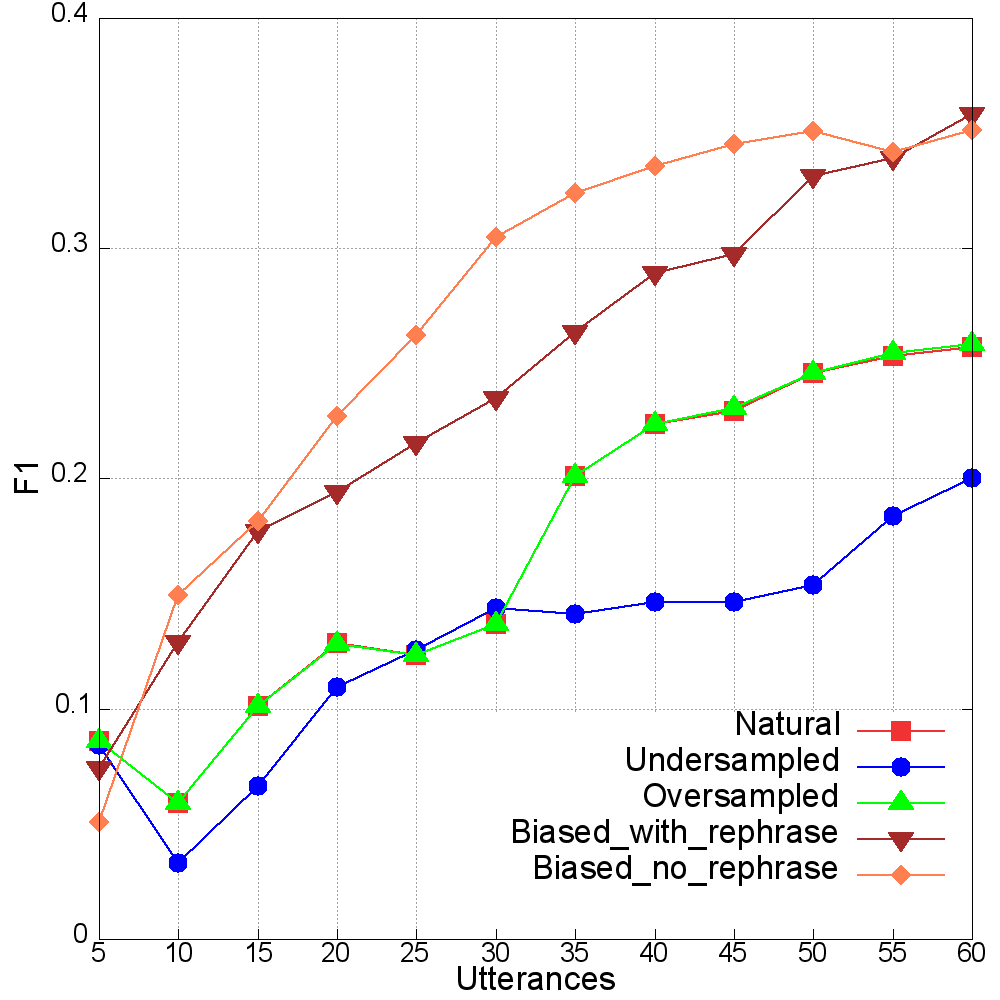 0.4
0.3
0.2
0.1
0
F1
Natural
Undersampled
Oversampled
Biased_with_rephrase
Biased_no_rephrase
5 10 15 20 25 30 35 40 45 50 55 60
Utterances